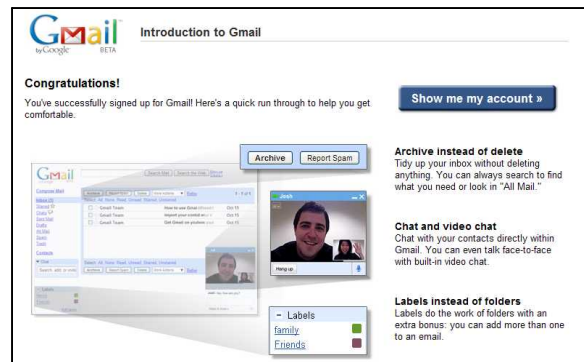 Gmail
by Google
BETA
Introduction to Gmail
Congratulations!
You've successfully signed up for Gmail! Here's a quick run through to help you get
comfortable.
Show me my account »
Archive
Report Spam
Archive instead of delete
Tidy up your inbox without deleting
anything. You can always search to find
what you need or look in "All Mail."
Gmail
Search Mail
Search the Web
Compose Mail
Inbox
Starred
Sent Mail
Drafts
All Mail
Spam
Trash
Contacts
Gmail Team
Oct 15
Gmail Team
Oct 15
Gmail Team
Oct 15
Josh
Hang up
Chat and video chat
Chat with your contacts directly within
Gmail. You can even talk face-to-face
with built-in video chat.
Labels
family
Friends
Labels instead of folders
Labels do the work of folders with an
extra bonus: you can add more than one
to an email.